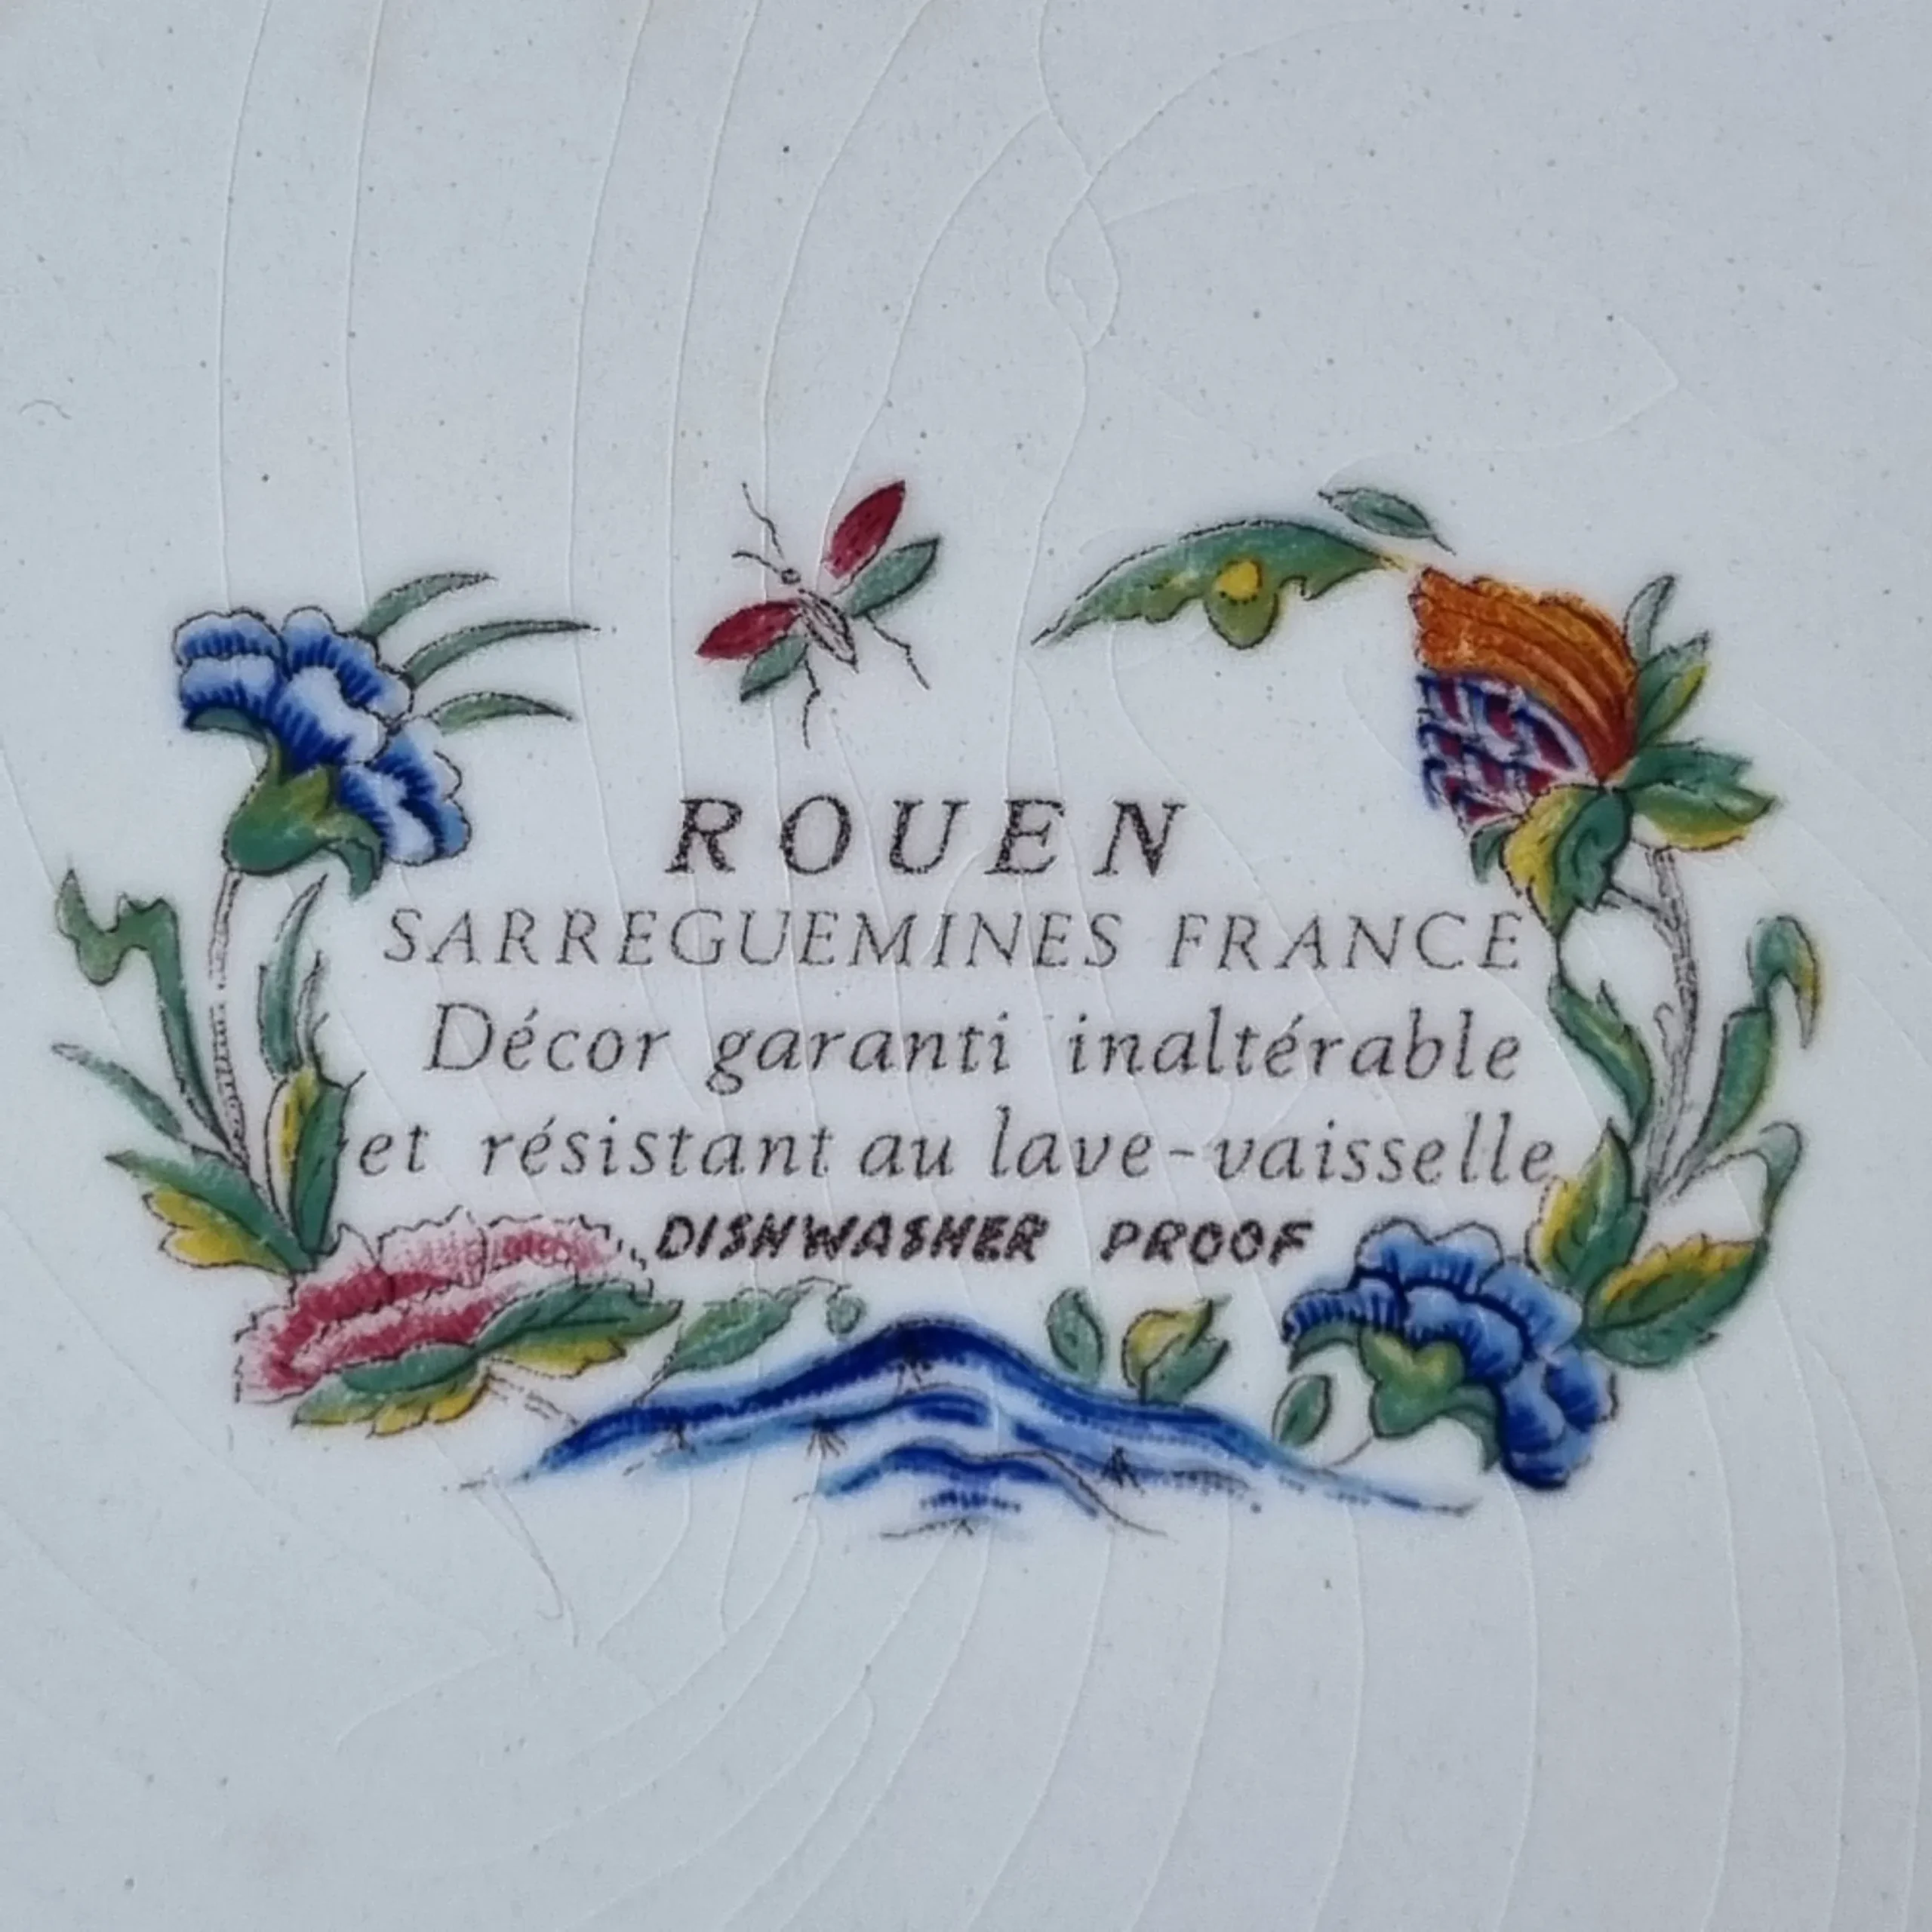 ROUEN
SARREGUEMINES FRANCE
Décor garanti inaltérable
et résistant au lave-vaisselle
DISHWASHER PROOF